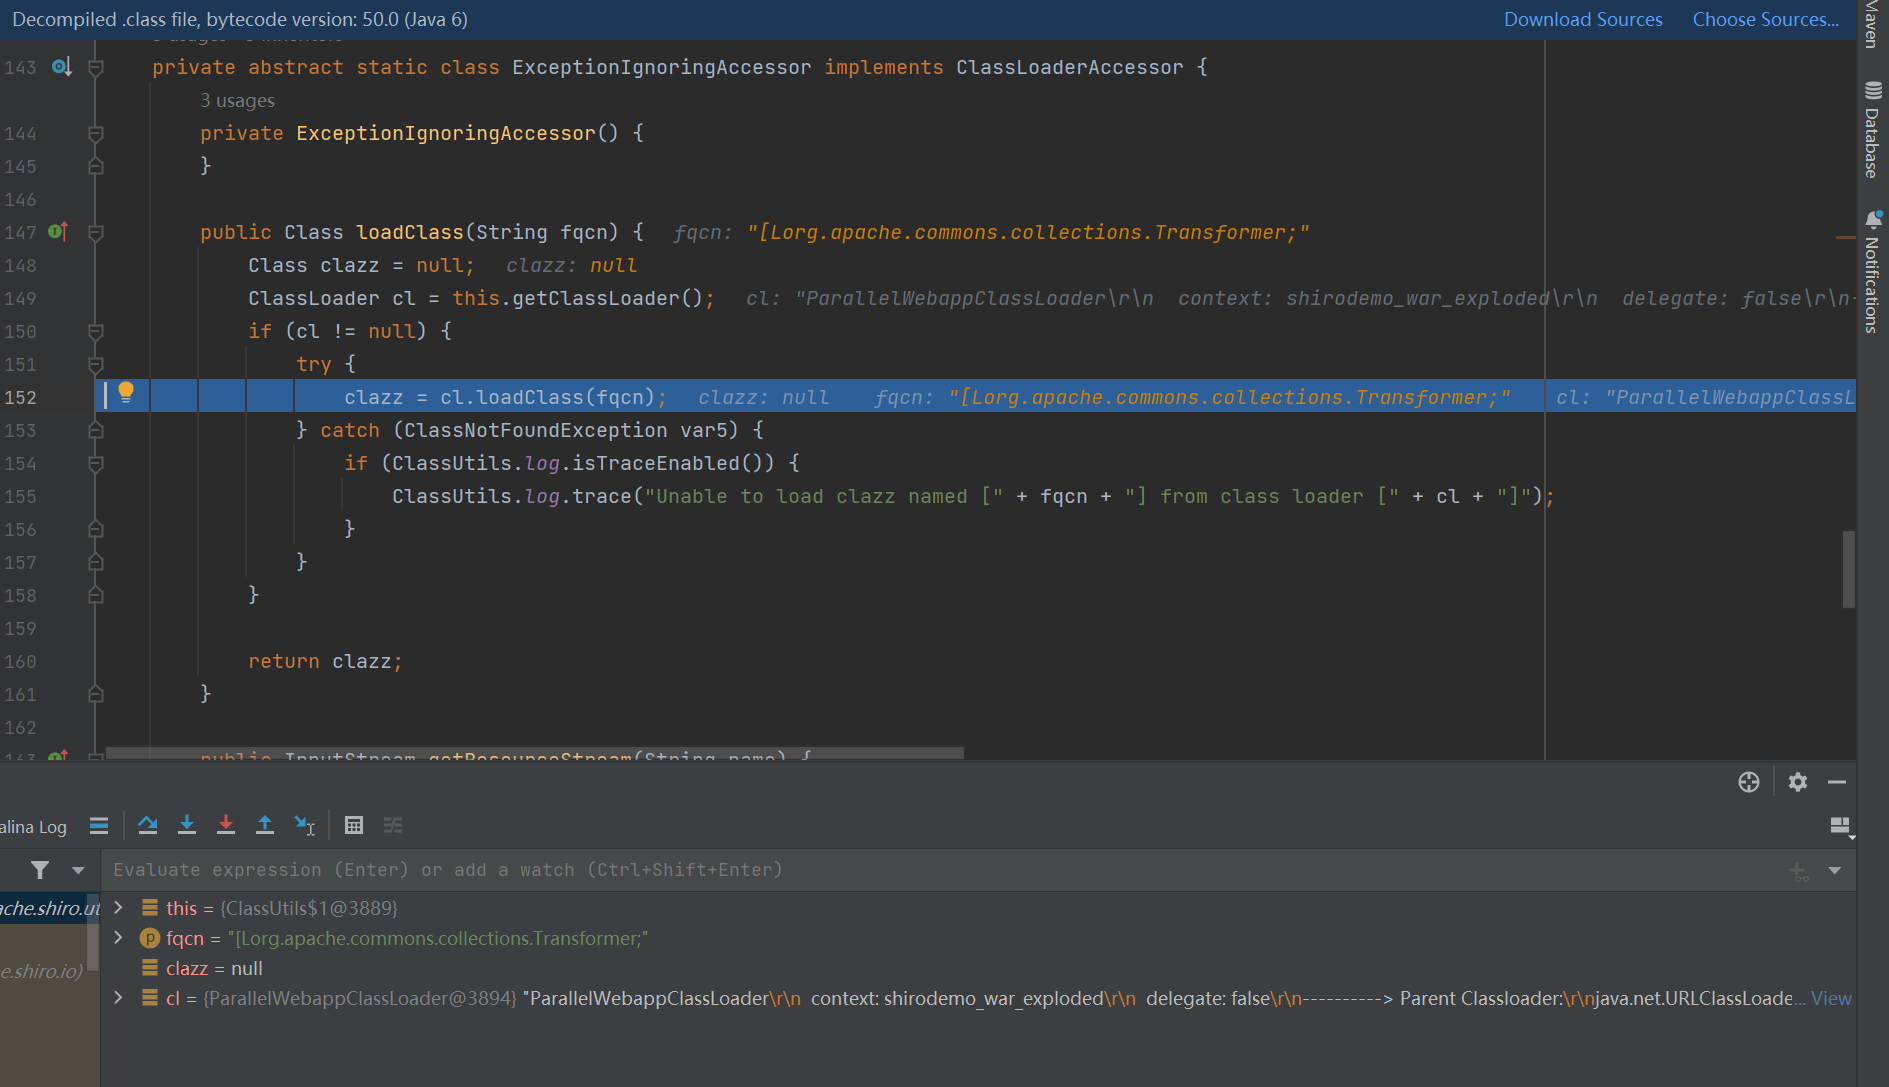 Decompiled .class file, bytecode version: 50.0 (Java 6) Download Sources Choose Sources...
143 private abstract static class ExceptionIgnoringAccessor implements ClassLoaderAccessor {
3 usages
144 private ExceptionIgnoringAccessor() {
145 }
146
147 public Class loadClass(String fqcn) { fqcn: "[Lorg.apache.commons.collections.Transformer;"
148 Class clazz = null; clazz: null
149 ClassLoader cl = this.getClassLoader(); cl: "ParallelWebappClassLoader\r\n context: shirodemo_war_exploded\r\n delegate: false\r\n-
150 if (cl != null) {
151 try {
152 clazz = cl.loadClass(fqcn); clazz: null fqcn: "[Lorg.apache.commons.collections.Transformer;" cl: "ParallelWebappClassL
153 } catch (ClassNotFoundException var5) {
154 if (ClassUtils.log.isTraceEnabled()) {
155 ClassUtils.log.trace("Unable to load clazz named [" + fqcn + "] from class loader [" + cl + "]");
156 }
157 }
158 }
159
160 return clazz;
161 }
162
163 public InputStream getResourceStream(String name) {
Maven
Database
Notifications
alina Log
Evaluate expression (Enter) or add a watch (Ctrl+Shift+Enter)
ache.shiro.ut
e.shiro.io)
this = {ClassUtils$1@3889}
p fqcn = "[Lorg.apache.commons.collections.Transformer;"
clazz = null
cl = {ParallelWebappClassLoader@3894} "ParallelWebappClassLoader\r\n context: shirodemo_war_exploded\r\n delegate: false\r\n----------> Parent Classloader:\r\njava.net.URLClassLoade... View